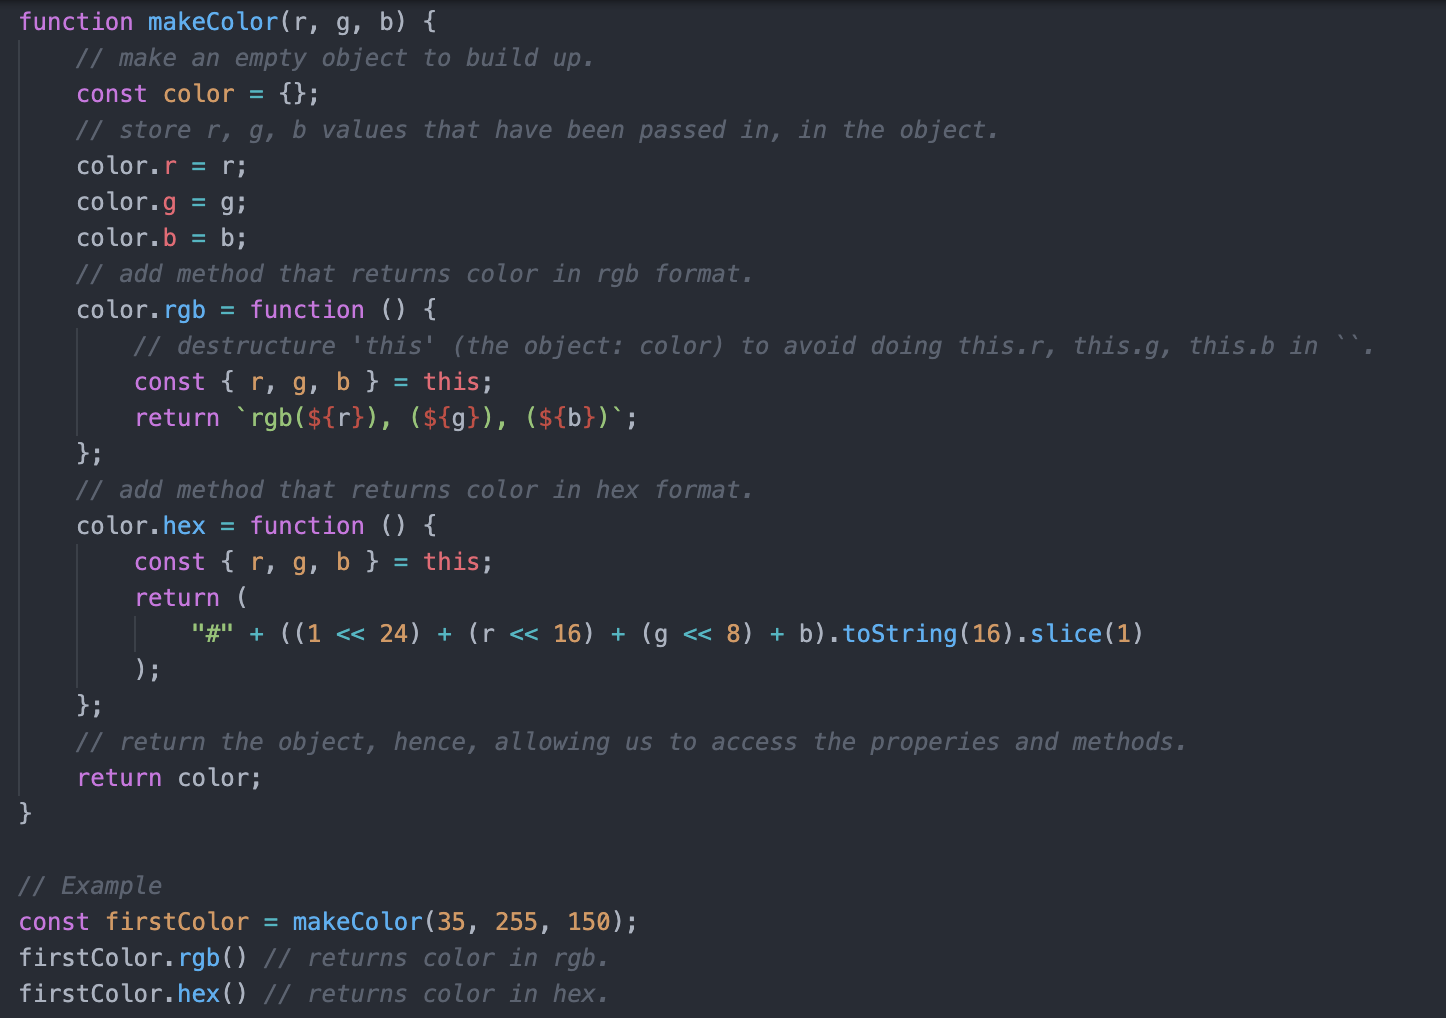 function makeColor(r, g, b) {
    // make an empty object to build up.
    const color = {};
    // store r, g, b values that have been passed in, in the object.
    color.r = r;
    color.g = g;
    color.b = b;
    // add method that returns color in rgb format.
    color.rgb = function () {
        // destructure 'this' (the object: color) to avoid doing this.r, this.g, this.b in ``.
        const { r, g, b } = this;
        return `rgb(${r}), (${g}), (${b})`;
    };
    // add method that returns color in hex format.
    color.hex = function () {
        const { r, g, b } = this;
        return (
            "#" + ((1 << 24) + (r << 16) + (g << 8) + b).toString(16).slice(1)
        );
    };
    // return the object, hence, allowing us to access the properies and methods.
    return color;
}
// Example
const firstColor = makeColor(35, 255, 150);
firstColor.rgb() // returns color in rgb.
firstColor.hex() // returns color in hex.